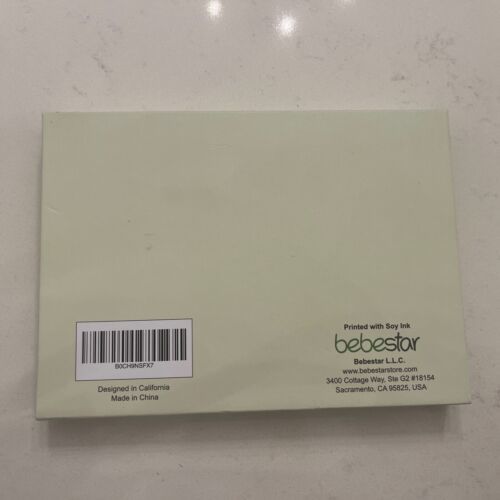 B0CH9NSFX7
Designed in California
Made in China
Printed with Soy Ink
bebestar
Bebestar L.L.C.
www.bebestarstore.com
3400 Cottage Way, Ste G2 #18154
Sacramento, CA 95825, USA